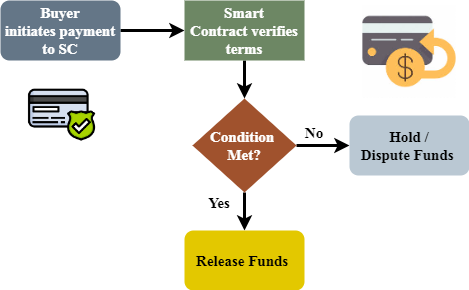 Buyer
initiates payment
to SC
Smart
Contract verifies
terms
Condition
Met?
No
Hold /
Dispute Funds
Yes
Release Funds
$